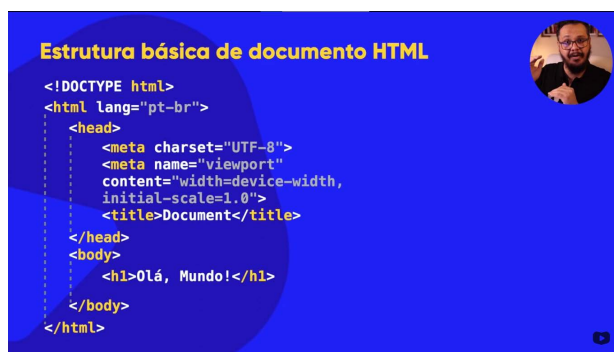 Estrutura básica de documento HTML
<!DOCTYPE html>
<html lang="pt-br">
<head>
<meta charset="UTF-8">
<meta name="viewport"
content="width=device-width,
initial-scale=1.0">
<title>Document</title>
</head>
<body>
<h1>Olá, Mundo!</h1>
</body>
</html>